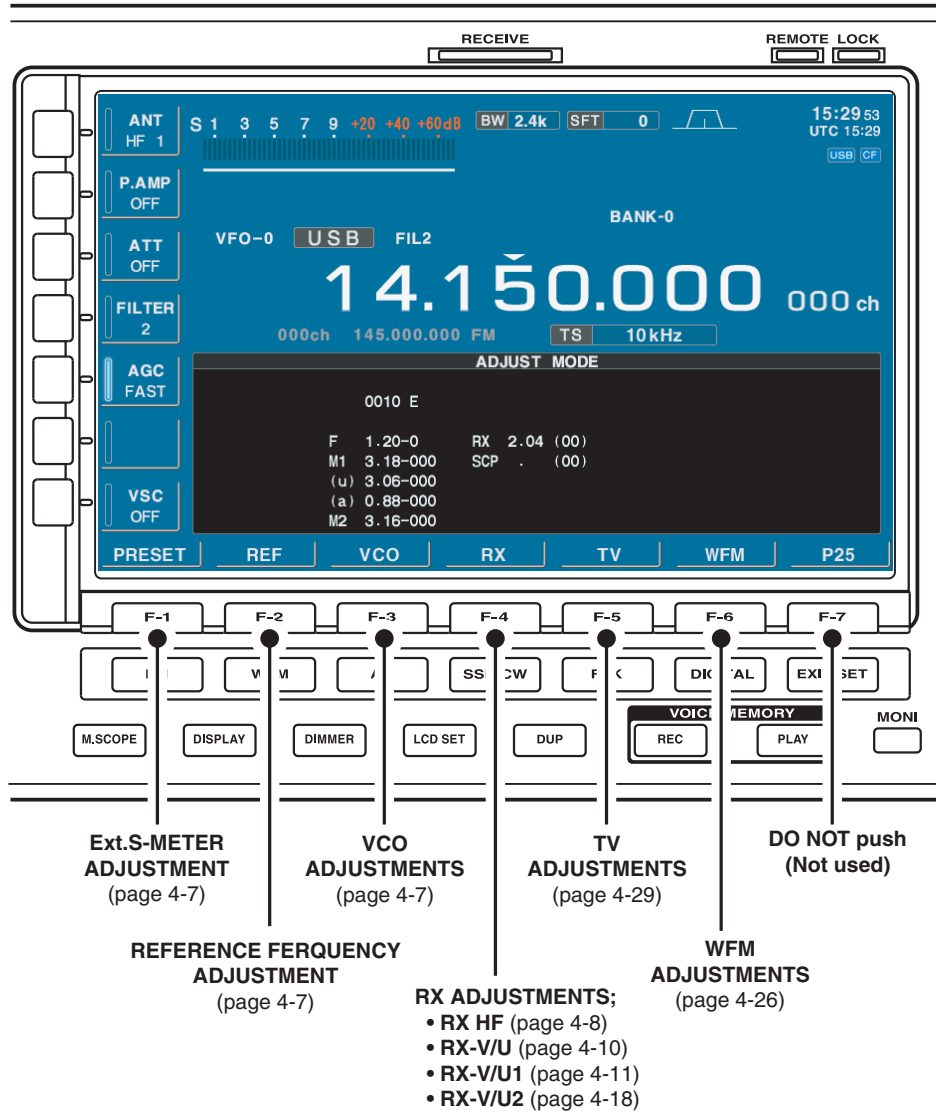 RECEIVE
REMOTE LOCK
ANT
HF 1
S 1 3 5 7 9 +20 +40 +60dB
BW 2.4k
SFT 0
15:29 53
UTC 15:29
USB CF
P.AMP
OFF
BANK-0
VFO-0 USB FIL2
ATT
OFF
14.150.000
000 ch
FILTER
2
000ch 145.000.000 FM
TS 10kHz
ADJUST MODE
AGC
FAST
0010 E
F 1.20-0 RX 2.04 (00)
M1 3.18-000 SCP . (00)
(u) 3.06-000
(a) 0.88-000
M2 3.16-000
VSC
OFF
PRESET REF VCO RX TV WFM P25
F-1 F-2 F-3 F-4 F-5 F-6 F-7
VOICE MEMORY
MONI
M.SCOPE DISPLAY DIMMER LCD SET DUP REC PLAY
Ext.S-METER
ADJUSTMENT
(page 4-7)
VCO
ADJUSTMENTS
(page 4-7)
TV
ADJUSTMENTS
(page 4-29)
DO NOT push
(Not used)
REFERENCE FERQUENCY
ADJUSTMENT
(page 4-7)
WFM
ADJUSTMENTS
(page 4-26)
RX ADJUSTMENTS;
• RX HF (page 4-8)
• RX-V/U (page 4-10)
• RX-V/U1 (page 4-11)
• RX-V/U2 (page 4-18)